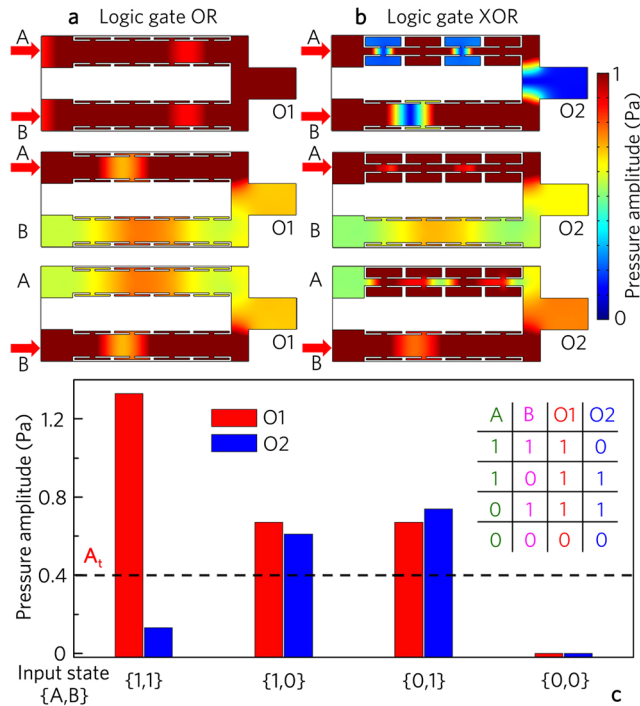 a Logic gate OR
b Logic gate XOR
A
B
O1
A
B
O2
1
0
Pressure amplitude (Pa)
A
B
O1
A
B
O2
A
B
O1
A
B
O2
Pressure amplitude (Pa)
1.2
0.8
0.4
0
At
O1
O2
A B O1 O2
1 1 1 0
1 0 1 1
0 1 1 1
0 0 0 0
Input state
{A,B}
{1,1} {1,0} {0,1} {0,0}
c